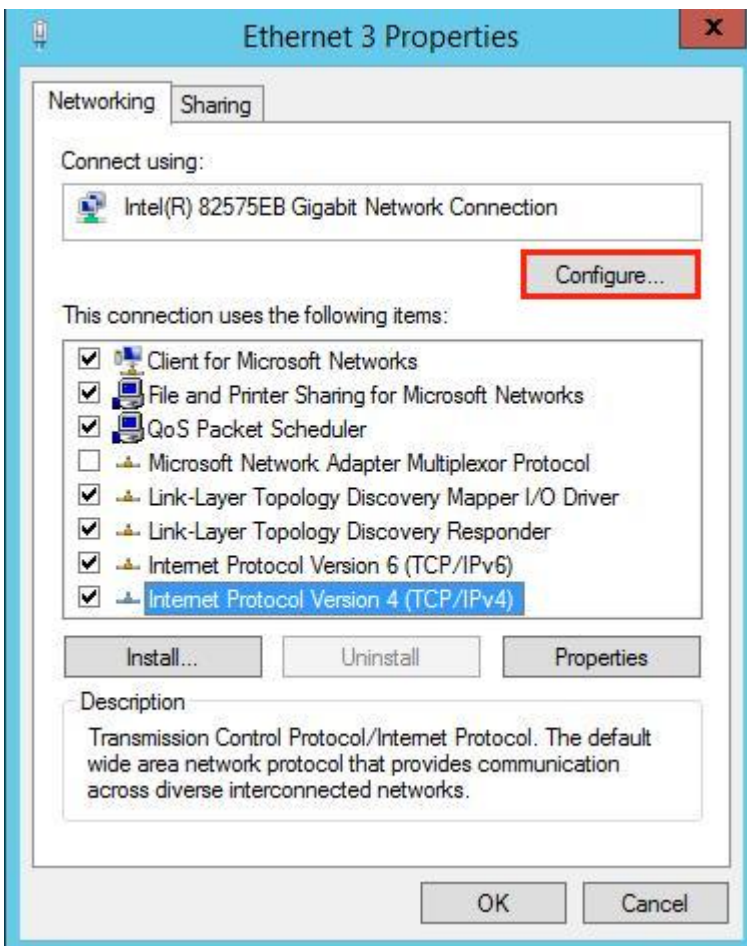 Ethernet 3 Properties
x
Networking
Sharing
Connect using:
Intel(R) 82575EB Gigabit Network Connection
Configure...
This connection uses the following items:
Client for Microsoft Networks
File and Printer Sharing for Microsoft Networks
QoS Packet Scheduler
Microsoft Network Adapter Multiplexor Protocol
Link-Layer Topology Discovery Mapper I/O Driver
Link-Layer Topology Discovery Responder
Internet Protocol Version 6 (TCP/IPv6)
Internet Protocol Version 4 (TCP/IPv4)
Install...
Uninstall
Properties
Description
Transmission Control Protocol/Internet Protocol. The default
wide area network protocol that provides communication
across diverse interconnected networks.
OK
Cancel